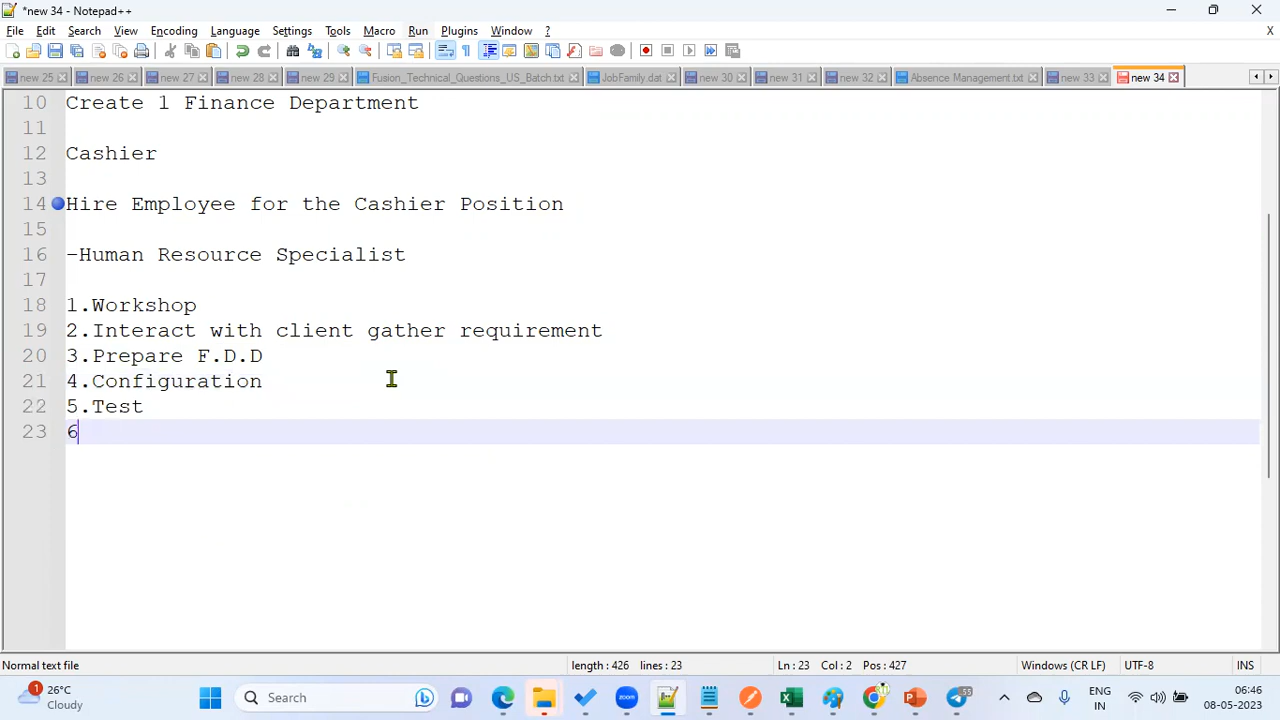 *new 34 - Notepad++
File Edit Search View Encoding Language Settings Tools Macro Run Plugins Window ? X
new 25 new 26 new 27 new 28 new 29 Fusion_Technical_Questions_US_Batch.txt JobFamily.dat new 30 new 31 new 32 Absence Management.txt new 33 new 34
10 Create 1 Finance Department
11
12 Cashier
13
14 Hire Employee for the Cashier Position
15
16 -Human Resource Specialist
17
18 1.Workshop
19 2.Interact with client gather requirement
20 3.Prepare F.D.D
21 4.Configuration
22 5.Test
23 6
Normal text file length : 426 lines : 23 Ln : 23 Col : 2 Pos : 427 Windows (CR LF) UTF-8 INS
1 26°C Cloudy Search zoom 55 ENG IN 06:46 08-05-2023